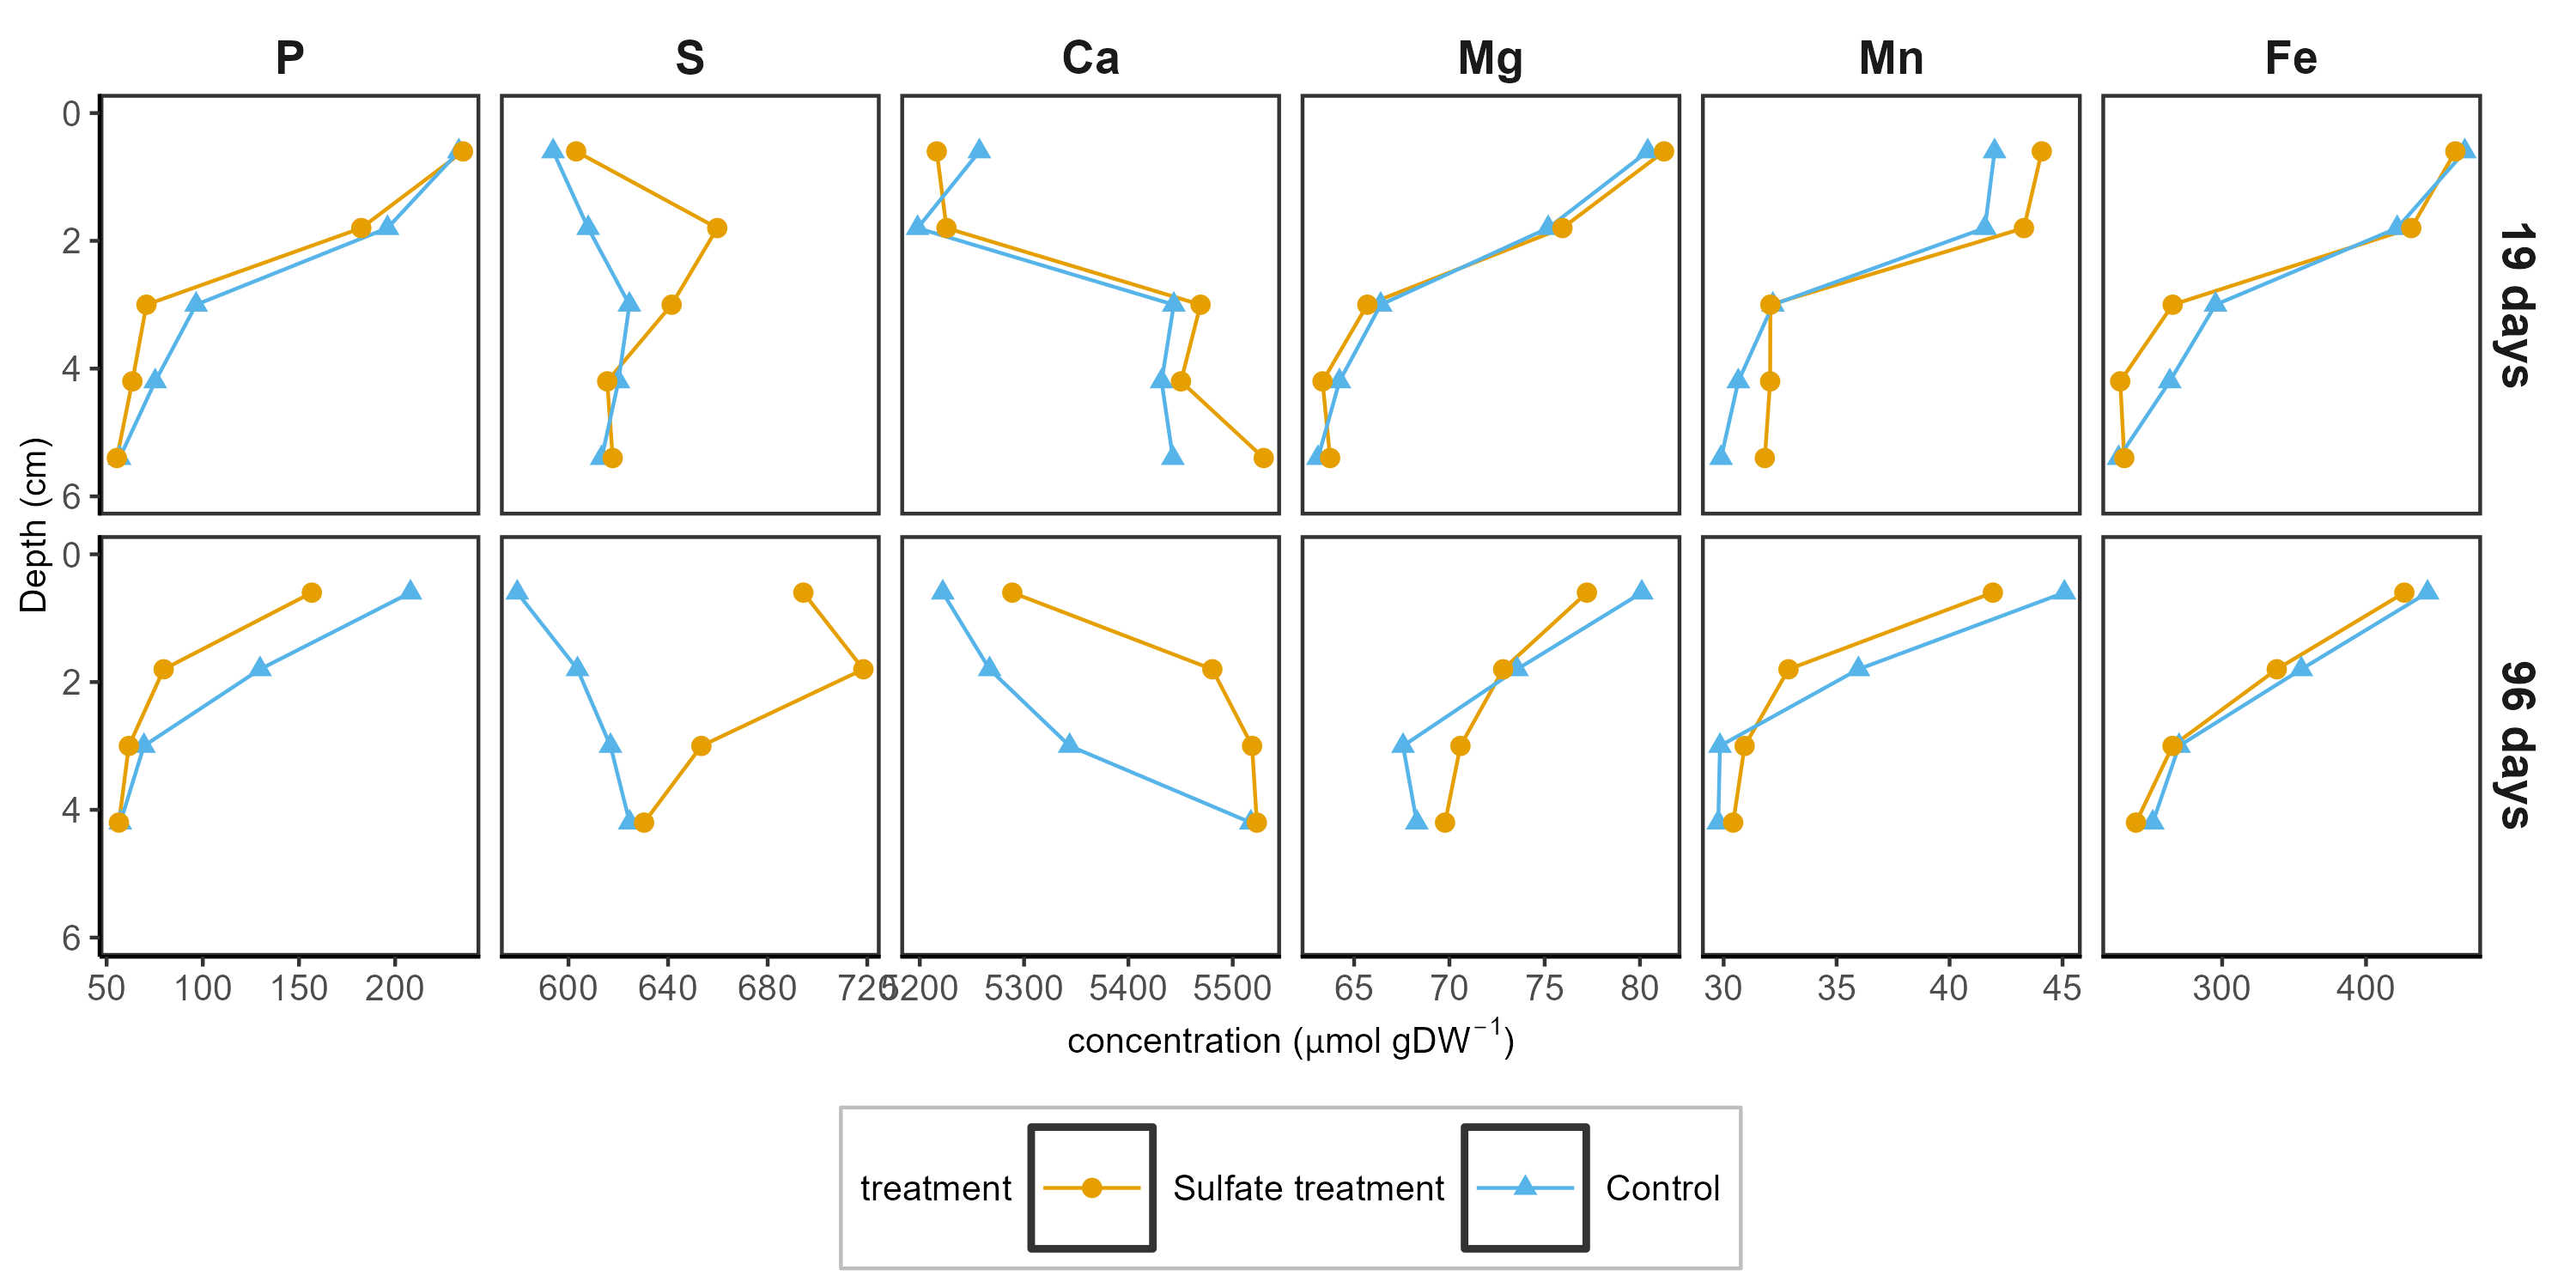 P S Ca Mg Mn Fe
0
2
4
6
19 days
Depth (cm)
0
2
4
6
96 days
50 100 150 200 600 640 680 720 5200 5300 5400 5500 65 70 75 80 30 35 40 45 300 400
concentration (µmol gDW⁻¹)
treatment Sulfate treatment Control